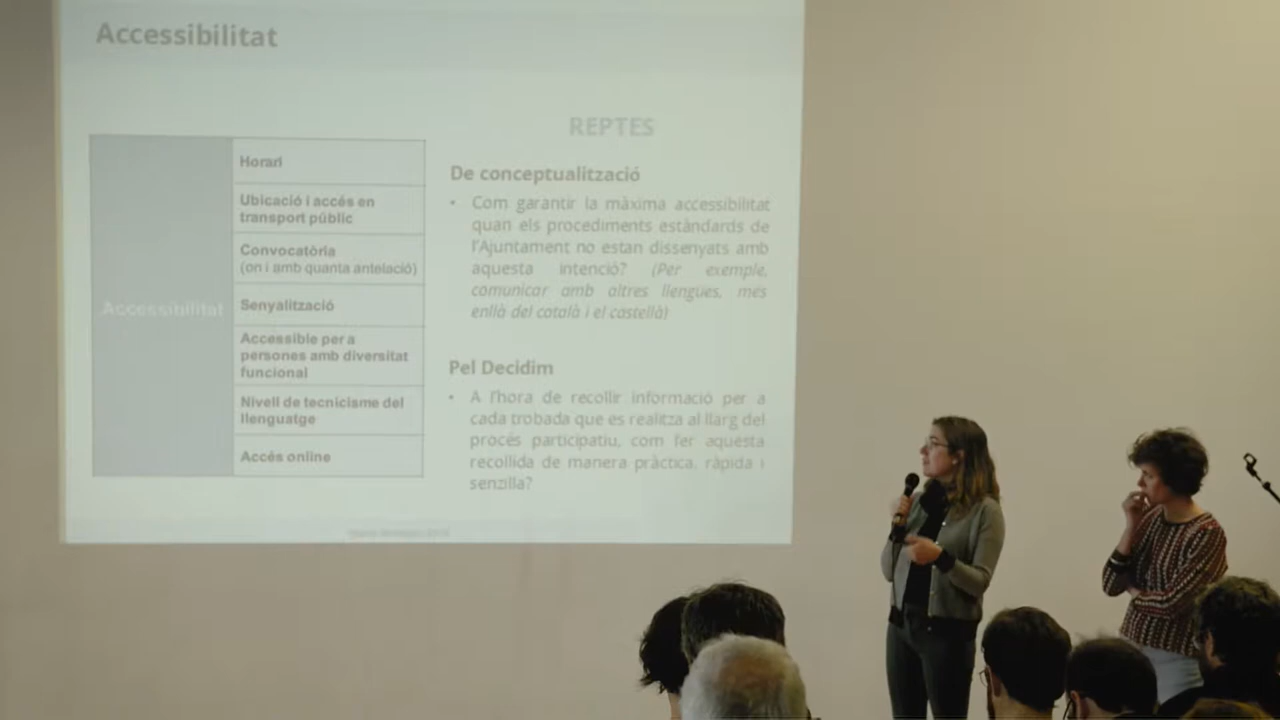 Accessibilitat
Accessibilitat
Horari
Ubicació i accés en
transport públic
Convocatòria
(on i amb quanta antelació)
Senyalització
Accessible per a
persones amb diversitat
funcional
Nivell de tecnicisme del
llenguatge
Accés online
REPTES
De conceptualització
• Com garantir la màxima accessibilitat
quan els procediments estàndards de
l'Ajuntament no estan dissenyats amb
aquesta intenció? (Per exemple,
comunicar amb altres llengües, més
enllà del català i el castellà)
Pel Decidim
• A l'hora de recollir informació per a
cada trobada que es realitza al llarg del
procés participatiu, com fer aquesta
recollida de manera pràctica, ràpida i
senzilla?